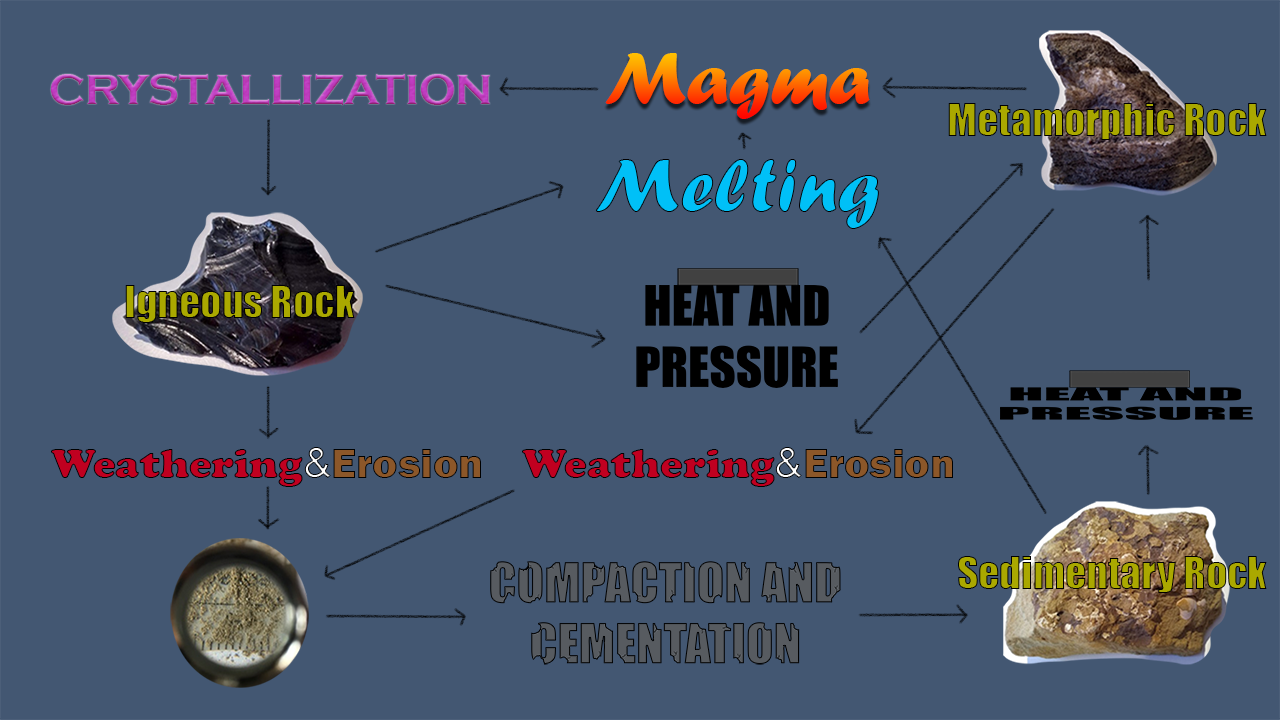 CRYSTALLIZATION
Magma
Metamorphic Rock
Melting
Igneous Rock
HEAT AND
PRESSURE
HEAT AND
PRESSURE
Weathering&Erosion
Weathering&Erosion
COMPACTION AND
CEMENTATION
Sedimentary Rock